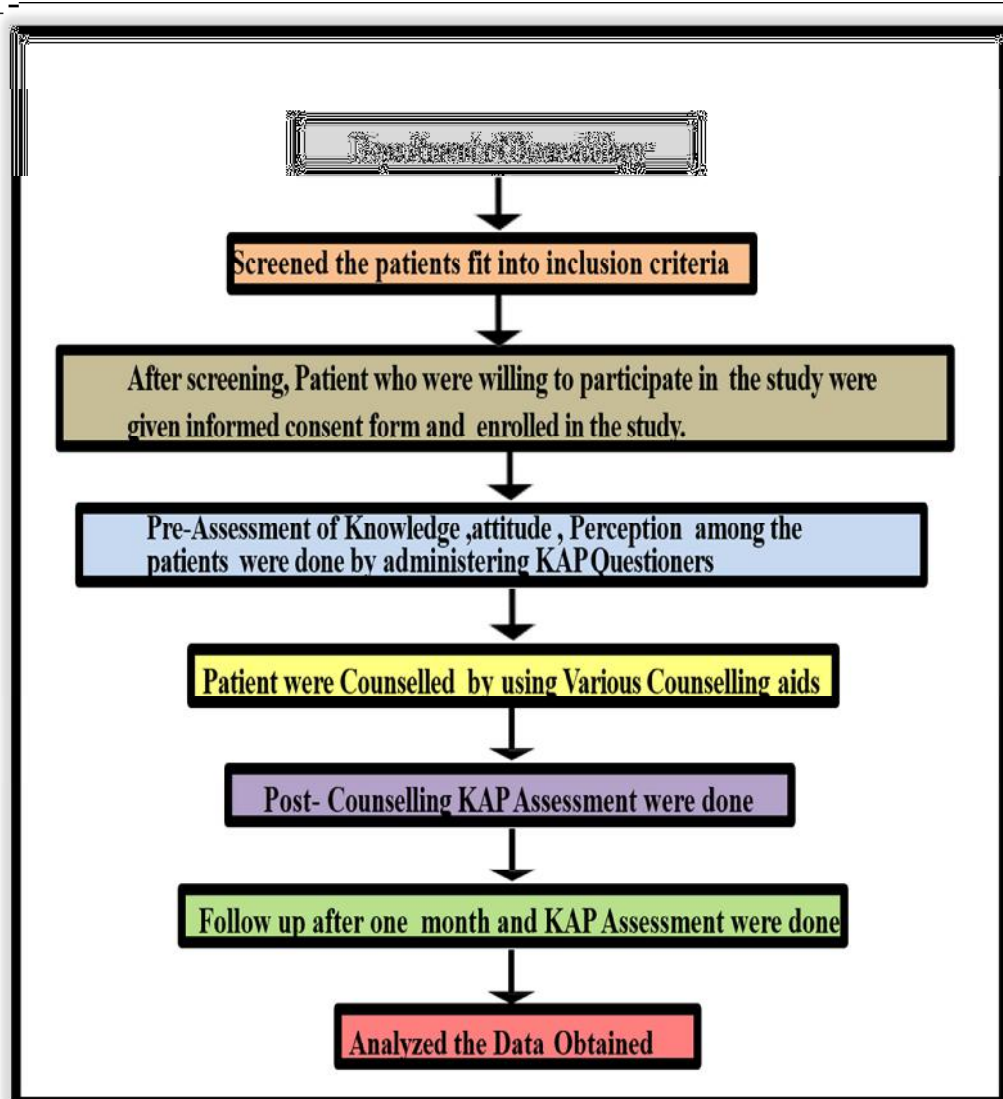 Department of
Screened the patients fit into inclusion criteria
After screening, Patient who were willing to participate in the study were
given informed consent form and enrolled in the study.
Pre-Assessment of Knowledge ,attitude , Perception among the
patients were done by administering KAP Questioners
Patient were Counselled by using Various Counselling aids
Post- Counselling KAP Assessment were done
Follow up after one month and KAP Assessment were done
Analyzed the Data Obtained